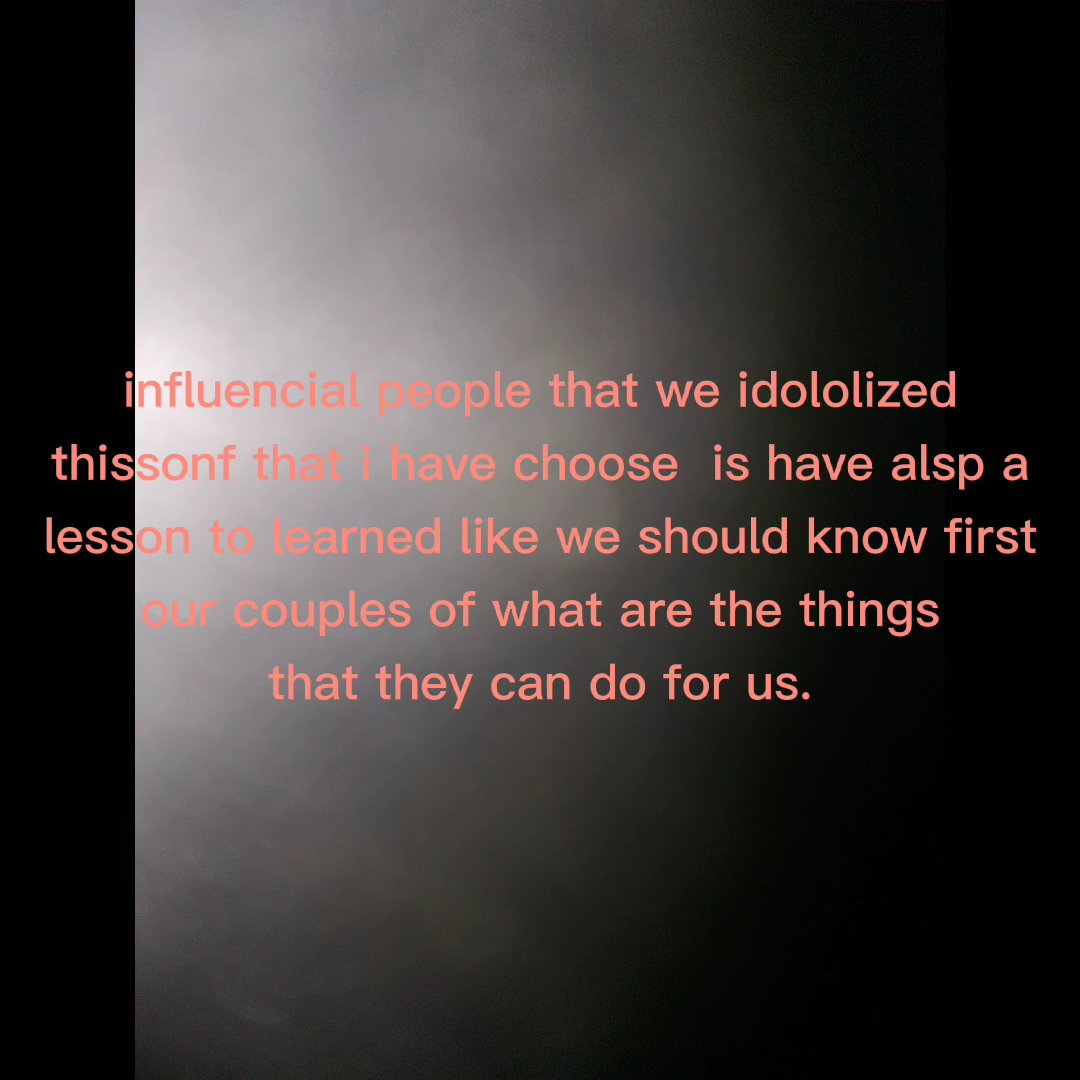 influencial people that we idololized
thissonf that i have choose  is have alsp a
lesson to learned like we should know first
our couples of what are the things
that they can do for us.